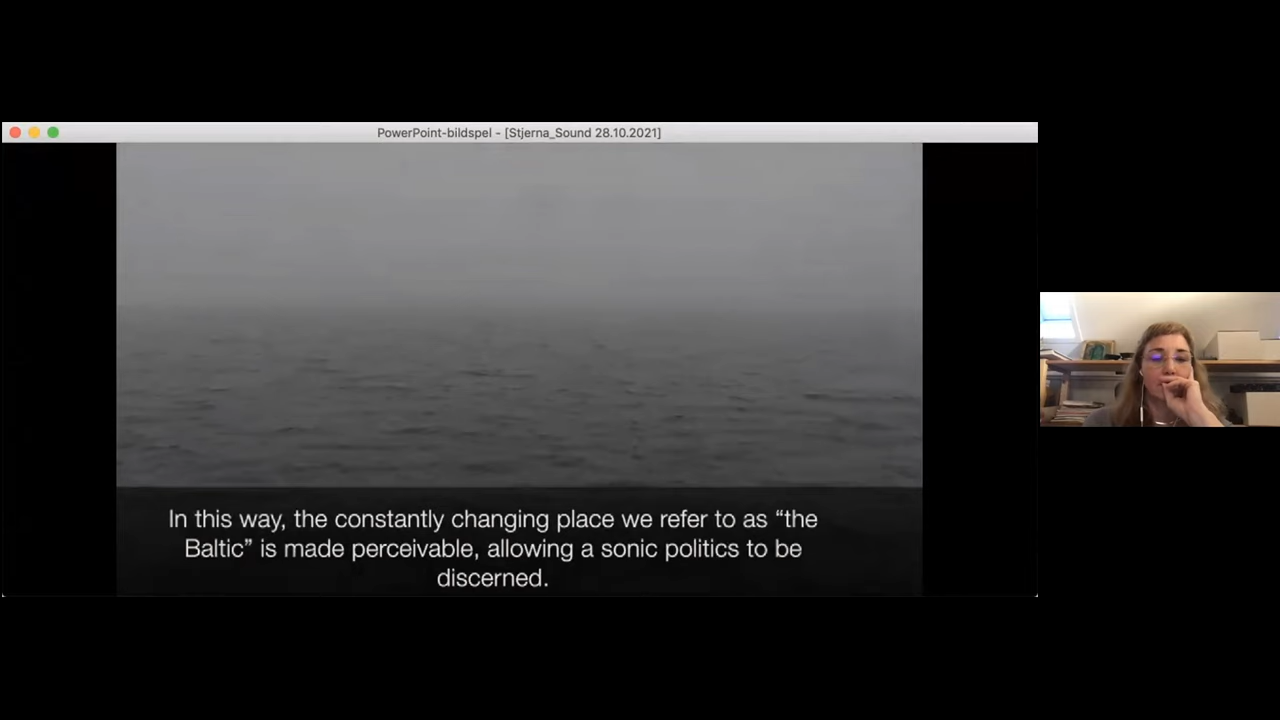 PowerPoint-bildspel - [Stjerna_Sound 28.10.2021]
In this way, the constantly changing place we refer to as “the
Baltic” is made perceivable, allowing a sonic politics to be
discerned.